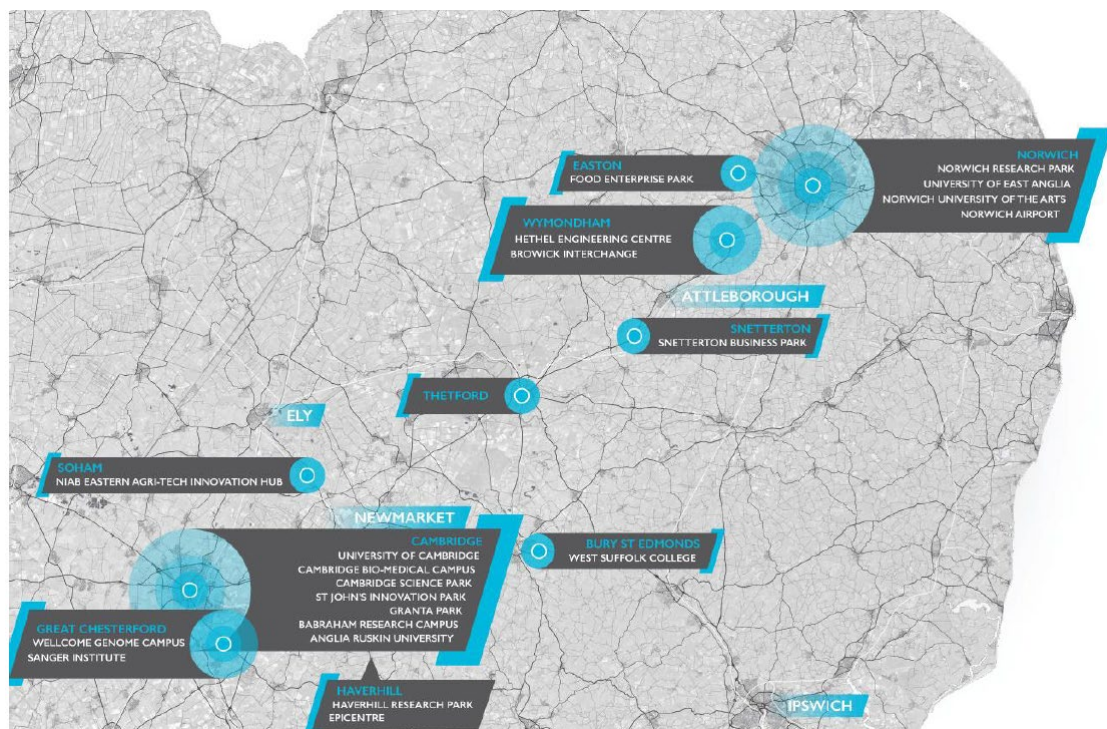 EASTON
FOOD ENTERPRISE PARK
NORWICH
NORWICH RESEARCH PARK
UNIVERSITY OF EAST ANGLIA
NORWICH UNIVERSITY OF THE ARTS
NORWICH AIRPORT
WYMONDHAM
HETHEL ENGINEERING CENTRE
BROWICK INTERCHANGE
ATTLEBOROUGH
SNETTERTON
SNETTERTON BUSINESS PARK
THETFORD
ELY
SOHAM
NIAB EASTERN AGRI-TECH INNOVATION HUB
NEWMARKET
CAMBRIDGE
UNIVERSITY OF CAMBRIDGE
CAMBRIDGE BIO-MEDICAL CAMPUS
CAMBRIDGE SCIENCE PARK
ST JOHN'S INNOVATION PARK
GRANTA PARK
BABRAHAM RESEARCH CAMPUS
ANGLIA RUSKIN UNIVERSITY
BURY ST EDMONDS
WEST SUFFOLK COLLEGE
GREAT CHESTERFORD
WELLCOME GENOME CAMPUS
SANGER INSTITUTE
HAVERHILL
HAVERHILL RESEARCH PARK
EPICENTRE
IPSWICH